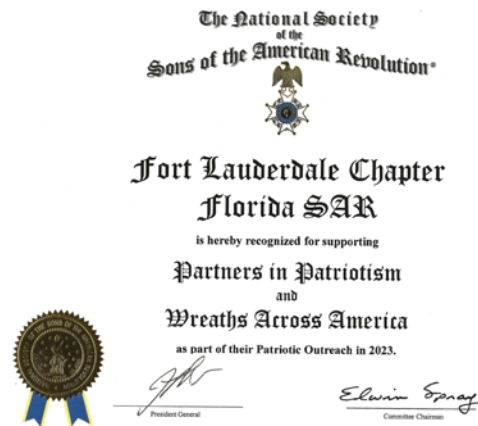 The National Society
of the
Sons of the American Revolution®
Fort Lauderdale Chapter
Florida SAR
is hereby recognized for supporting
Partners in Patriotism
and
Wreaths Across America
as part of their Patriotic Outreach in 2023.
Elwin Spray
President General
Committee Chairman